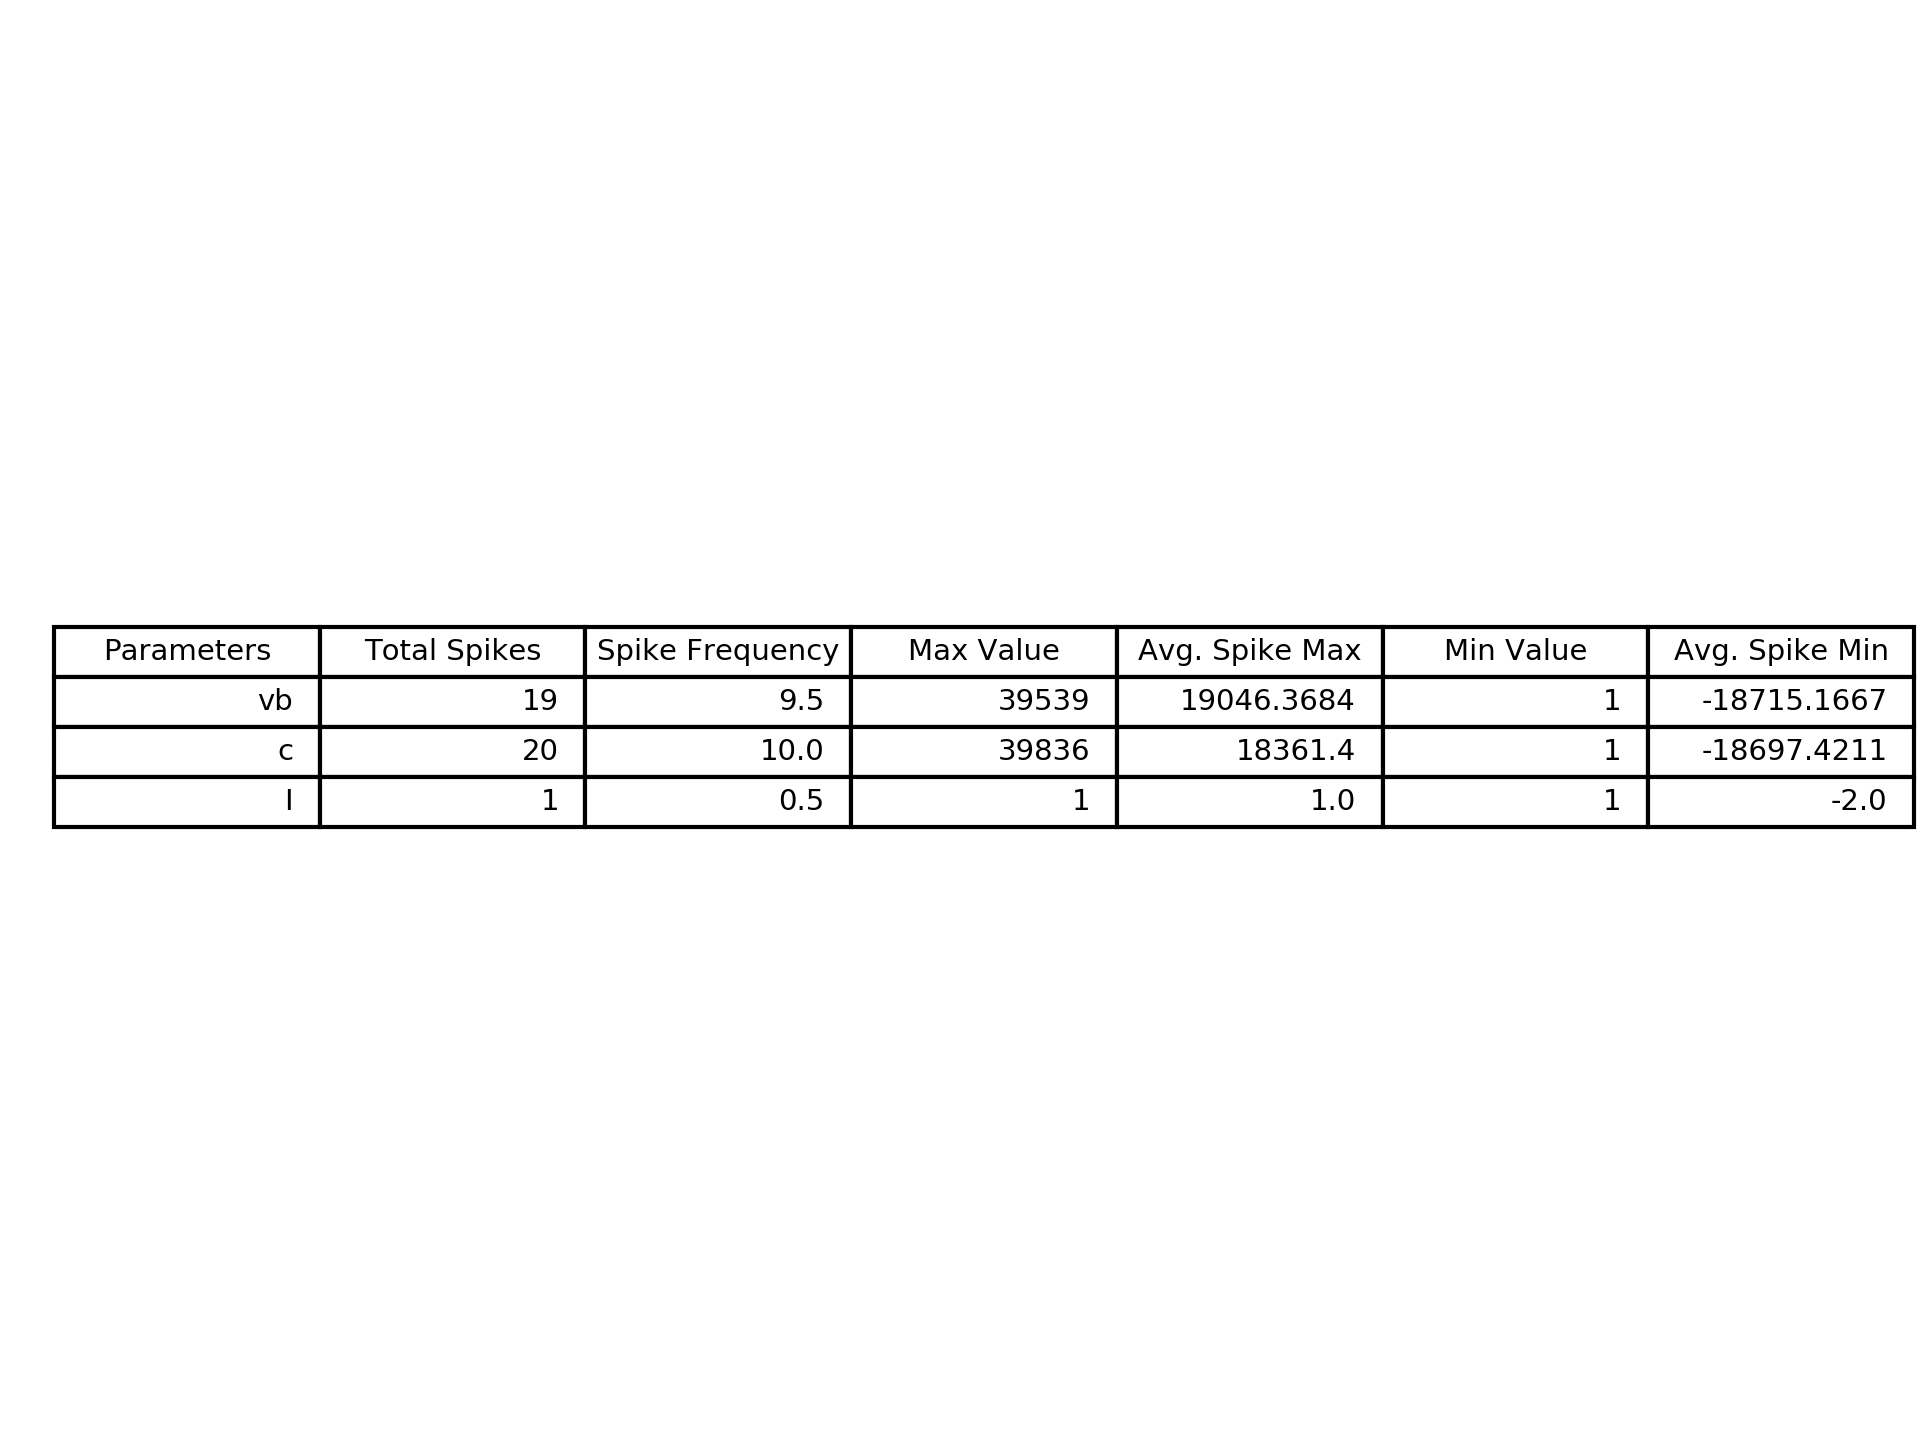 Parameters Total Spikes Spike Frequency Max Value Avg. Spike Max Min Value Avg. Spike Min
vb 19 9.5 39539 19046.3684 1 -18715.1667
c 20 10.0 39836 18361.4 1 -18697.4211
I 1 0.5 1 1.0 1 -2.0